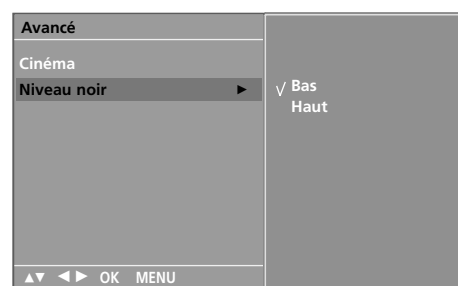 Avancé
Cinéma
Niveau noir ►
√ Bas
Haut
▲▼ ◄► OK MENU